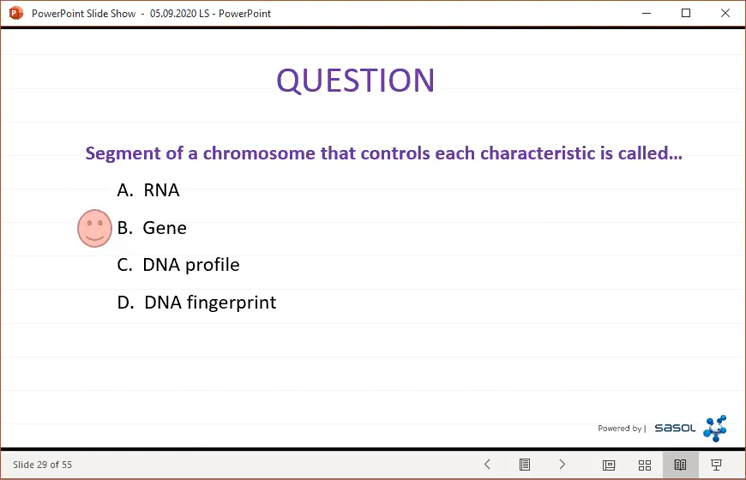 PowerPoint Slide Show - 05.09.2020 LS - PowerPoint
QUESTION
Segment of a chromosome that controls each characteristic is called…
A. RNA
B. Gene
C. DNA profile
D. DNA fingerprint
Powered by | sasol
Slide 29 of 55